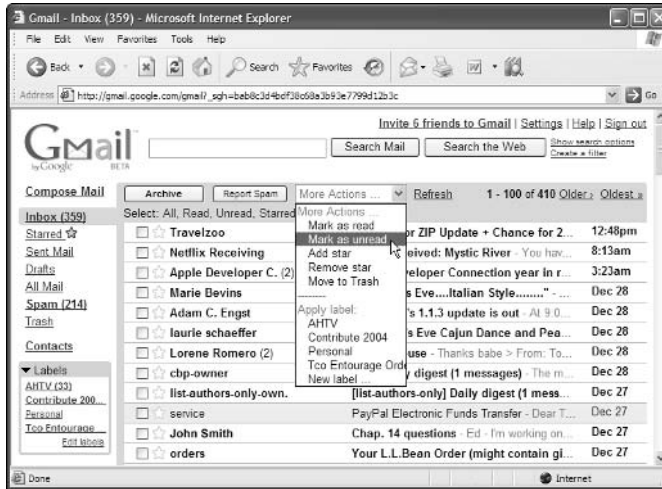 Gmail - Inbox (359) - Microsoft Internet Explorer
File Edit View Favorites Tools Help
Back Search Favorites
Address http://gmail.google.com/gmail?_sgh=bab8c3d4bdf38c68a3b93e7799d12b3c Go
Invite 6 friends to Gmail | Settings | Help | Sign out
Gmail by Google BETA
Search Mail Search the Web Show search options
Create a filter
Compose Mail
Inbox (359)
Starred
Sent Mail
Drafts
All Mail
Spam (214)
Trash
Contacts
Labels
AHTV (33)
Contribute 200...
Personal
Tco Entourage ...
Edit labels
Archive Report Spam More Actions ... Refresh 1 - 100 of 410 Older › Oldest »
Select: All, Read, Unread, Starred
More Actions ...
Mark as read
Mark as unread
Add star
Remove star
Move to Trash
--------
Apply label:
AHTV
Contribute 2004
Personal
Tco Entourage Orde
New label ...
Travelzoo or ZIP Update + Chance for 2... 12:48pm
Netflix Receiving eived: Mystic River - You hav... 8:13am
Apple Developer C. (2) veloper Connection year in r... 3:23am
Marie Bevins s Eve....Italian Style........" - ... Dec 28
Adam C. Engst 's 1.1.3 update is out - At 9:0... Dec 28
laurie schaeffer s Eve Cajun Dance and Pea... Dec 28
Lorene Romero (2) use - Thanks babe > From: To... Dec 28
cbp-owner y digest (1 messages) - The m... Dec 28
list-authors-only-own. [list-authors-only] Daily digest (1 mess... Dec 27
service PayPal Electronic Funds Transfer - Dear T... Dec 27
John Smith Chap. 14 questions - Ed - I'm working on... Dec 27
orders Your L.L.Bean Order (might contain gi... Dec 27
Done Internet